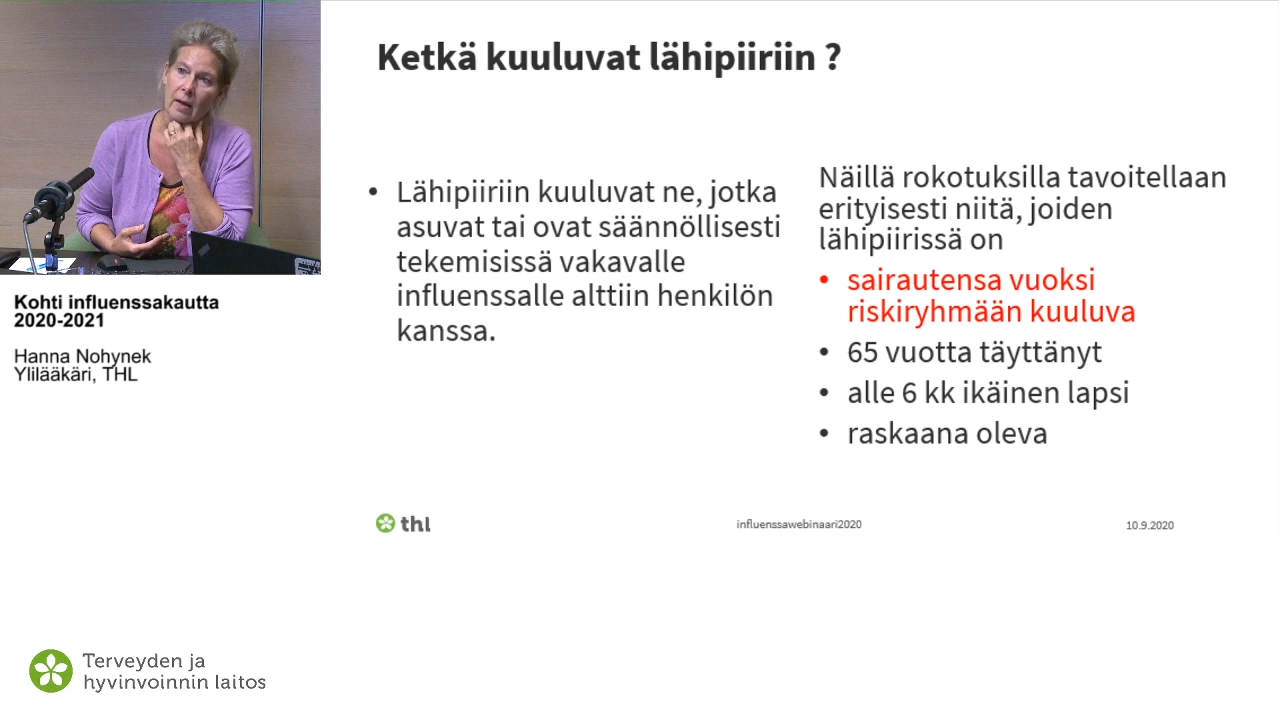 Ketkä kuuluvat lähipiiriin ?
• Lähipiiriin kuuluvat ne, jotka
asuvat tai ovat säännöllisesti
tekemisissä vakavalle
influenssalle alttiin henkilön
kanssa.
Näillä rokotuksilla tavoitellaan
erityisesti niitä, joiden
lähipiirissä on
• sairautensa vuoksi
riskiryhmään kuuluva
• 65 vuotta täyttänyt
• alle 6 kk ikäinen lapsi
• raskaana oleva
thl
influenssawebinaari2020
10.9.2020
Kohti influenssakautta
2020-2021
Hanna Nohynek
Ylilääkäri, THL
Terveyden ja
hyvinvoinnin laitos